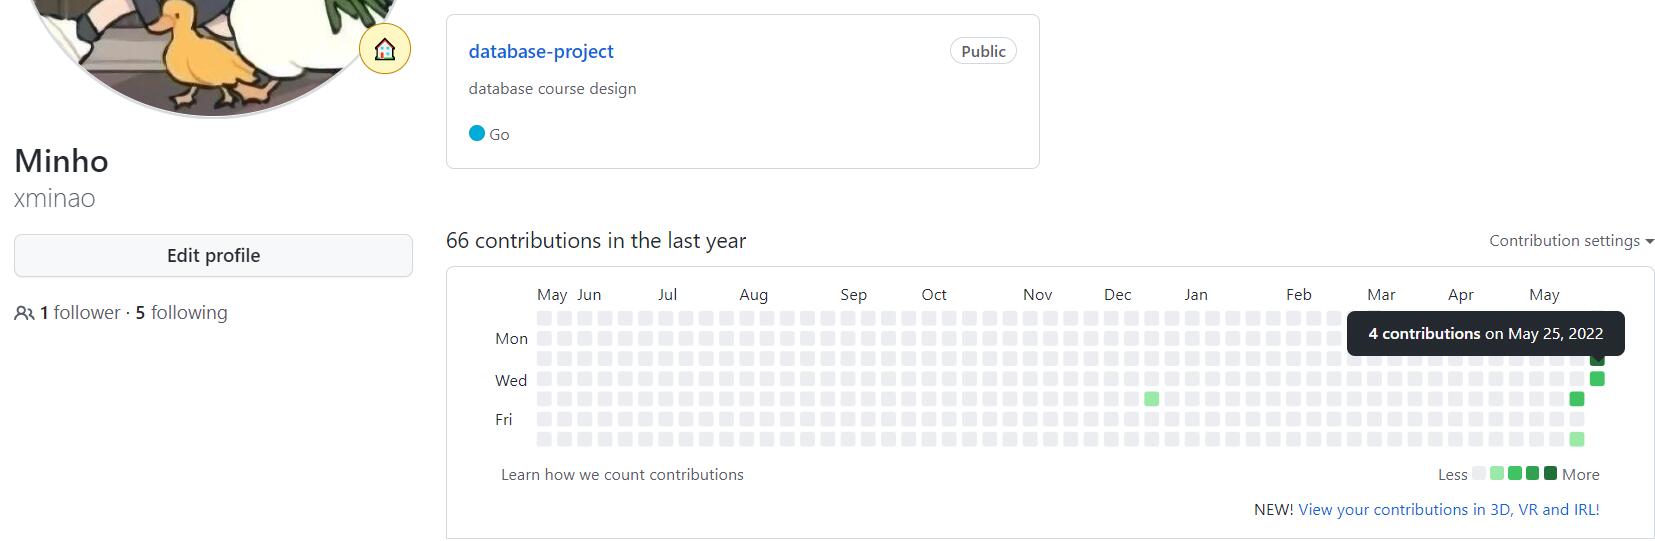 database-project
Public
database course design
Go
Minho
xminao
Edit profile
1 follower · 5 following
66 contributions in the last year
Contribution settings
May Jun Jul Aug Sep Oct Nov Dec Jan Feb Mar Apr May
4 contributions on May 25, 2022
Mon
Wed
Fri
Learn how we count contributions
Less
More
NEW! View your contributions in 3D, VR and IRL!